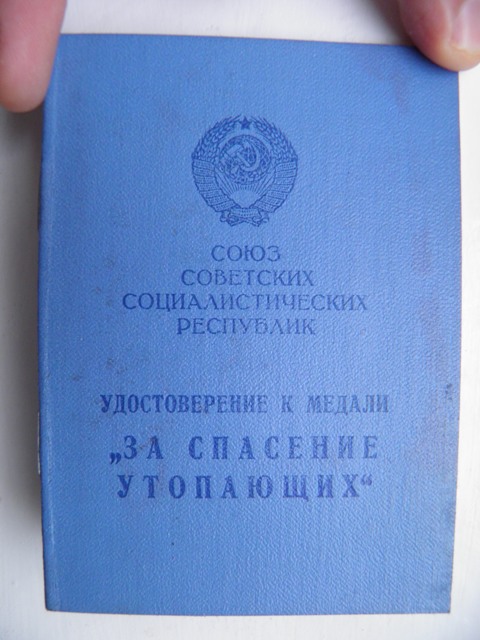 СОЮЗ
СОВЕТСКИХ
СОЦИАЛИСТИЧЕСКИХ
РЕСПУБЛИК
УДОСТОВЕРЕНИЕ К МЕДАЛИ
„ЗА СПАСЕНИЕ
УТОПАЮЩИХ“